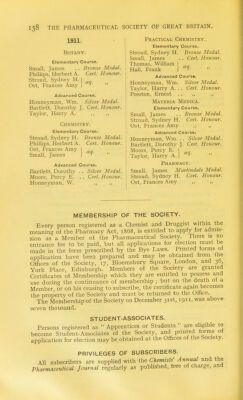 158 THE PHARMACEUTICAL SOCIETY OF GREAT BRITAIN.
1911.
BOTANY.
Elementary Course.
Small, James .. Bronze Medal.
Phillips, Herbert A. Cert. Honour.
Stroud, Sydney H. } æq. „
Ost, Frances Amy
Advanced Course.
Honneyman, Wm. Silver Medal.
Bartlett, Dorothy J. Cert. Honour.
Taylor, Harry A. .. „ „
CHEMISTRY.
Elementary Course.
Stroud, Sydney H. Bronze Medal.
Phillips, Herbert A. Cert. Honour.
Ost, Frances Amy } æq. „
Small, James
Advanced Course.
Bartlett, Dorothy .. Silver Medal.
Moore, Percy E. .. Cert. Honour.
Honneyman, W. „ „
PRACTICAL CHEMISTRY.
Elementary Course.
Stroud, Sydney H. Bronze Medal.
Small, James .. Cert. Honour.
Thomas, William } æq. „
Hall, Frank
Advanced Course.
Honneyman, Wm. Silver Medal.
Taylor, Harry A. .. Cert. Honour.
Poeston, Ernest .. „ „
MATERIA MEDICA.
Elementary Course.
Small, James .. Bronze Medal.
Stroud, Sydney H. Cert. Honour.
Ost, Frances Amy „ „
Advanced Course.
Honneyman, Wm. .. Silver Medal.
Bartlett, Dorothy J. Cert. Honour.
Moore, Percy E. } æq. „
Taylor, Harry A.
PHARMACY.
Small, James Martindale Medal.
Stroud, Sydney H. Cert. Honour.
Ost, Frances Amy „ „
MEMBERSHIP OF THE SOCIETY.
Every person registered as a Chemist and Druggist within the
meaning of the Pharmacy Act, 1868, is entitled to apply for admis-
sion as a Member of the Pharmaceutical Society. There is no
entrance fee to be paid, but all applications for election must be
made in the form prescribed by the Bye Laws. Printed forms of
application have been prepared and may be obtained from the
Offices of the Society, 17, Bloomsbury Square, London, and 36,
York Place, Edinburgh. Members of the Society are granted
Certificates of Membership which they are entitled to possess and
use during the continuance of membership; but on the death of a
Member, or on his ceasing to subscribe, the certificate again becomes
the property of the Society and must be returned to the Office.
The Membership of the Society on December 31st, 1911, was above
seven thousand.
STUDENT-ASSOCIATES.
Persons registered as " Apprentices or Students " are eligible to
become Student-Associates of the Society, and printed forms of
application for election may be obtained at the Offices of the Society.
PRIVILEGES OF SUBSCRIBERS.
All subscribers are supplied with the Chemists' Annual and the
Pharmaceutical Journal regularly as published, free of charge, and